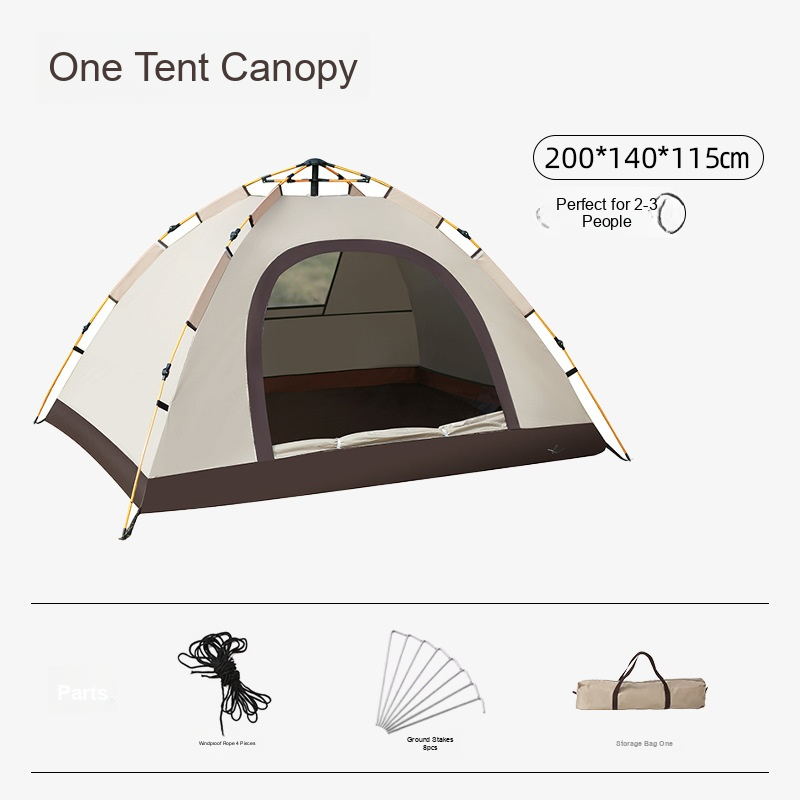 One Tent Canopy
200*140*115cm
Perfect for 2-3
People
Parts
Windproof Rope 4 Pieces
Ground Stakes
8pcs
Storage Bag One